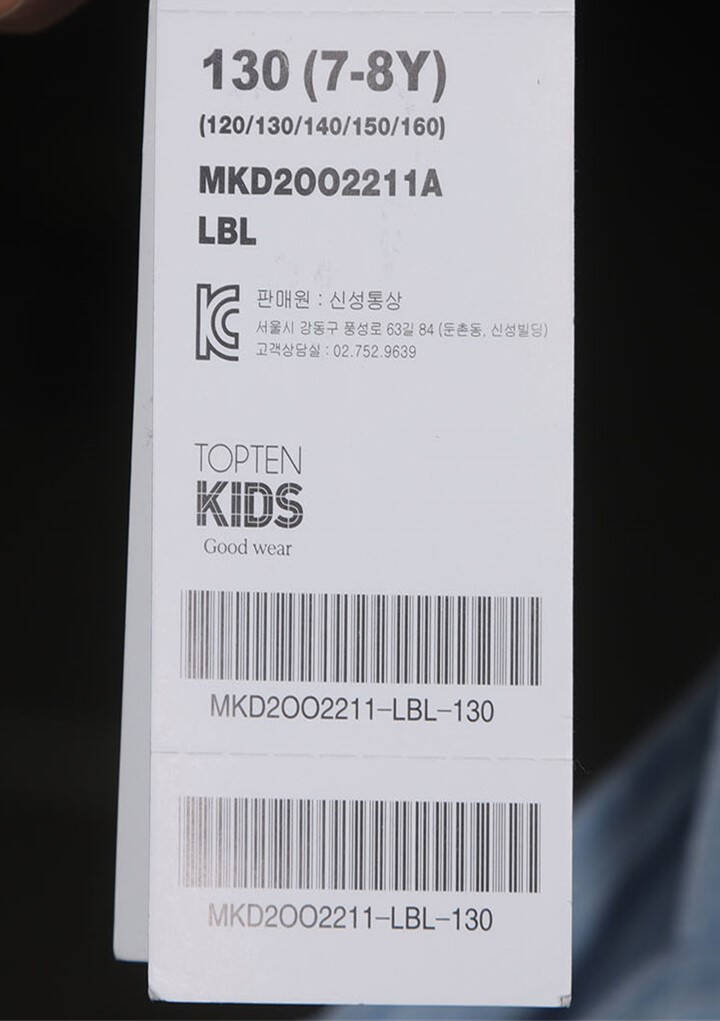 130 (7-8Y)
(120/130/140/150/160)
MKD2OO2211A
LBL
판매원 : 신성통상
서울시 강동구 풍성로 63길 84 (둔촌동, 신성빌딩)
고객상담실 : 02.752.9639
TOPTEN
KIDS
Good wear
MKD2OO2211-LBL-130
MKD2OO2211-LBL-130